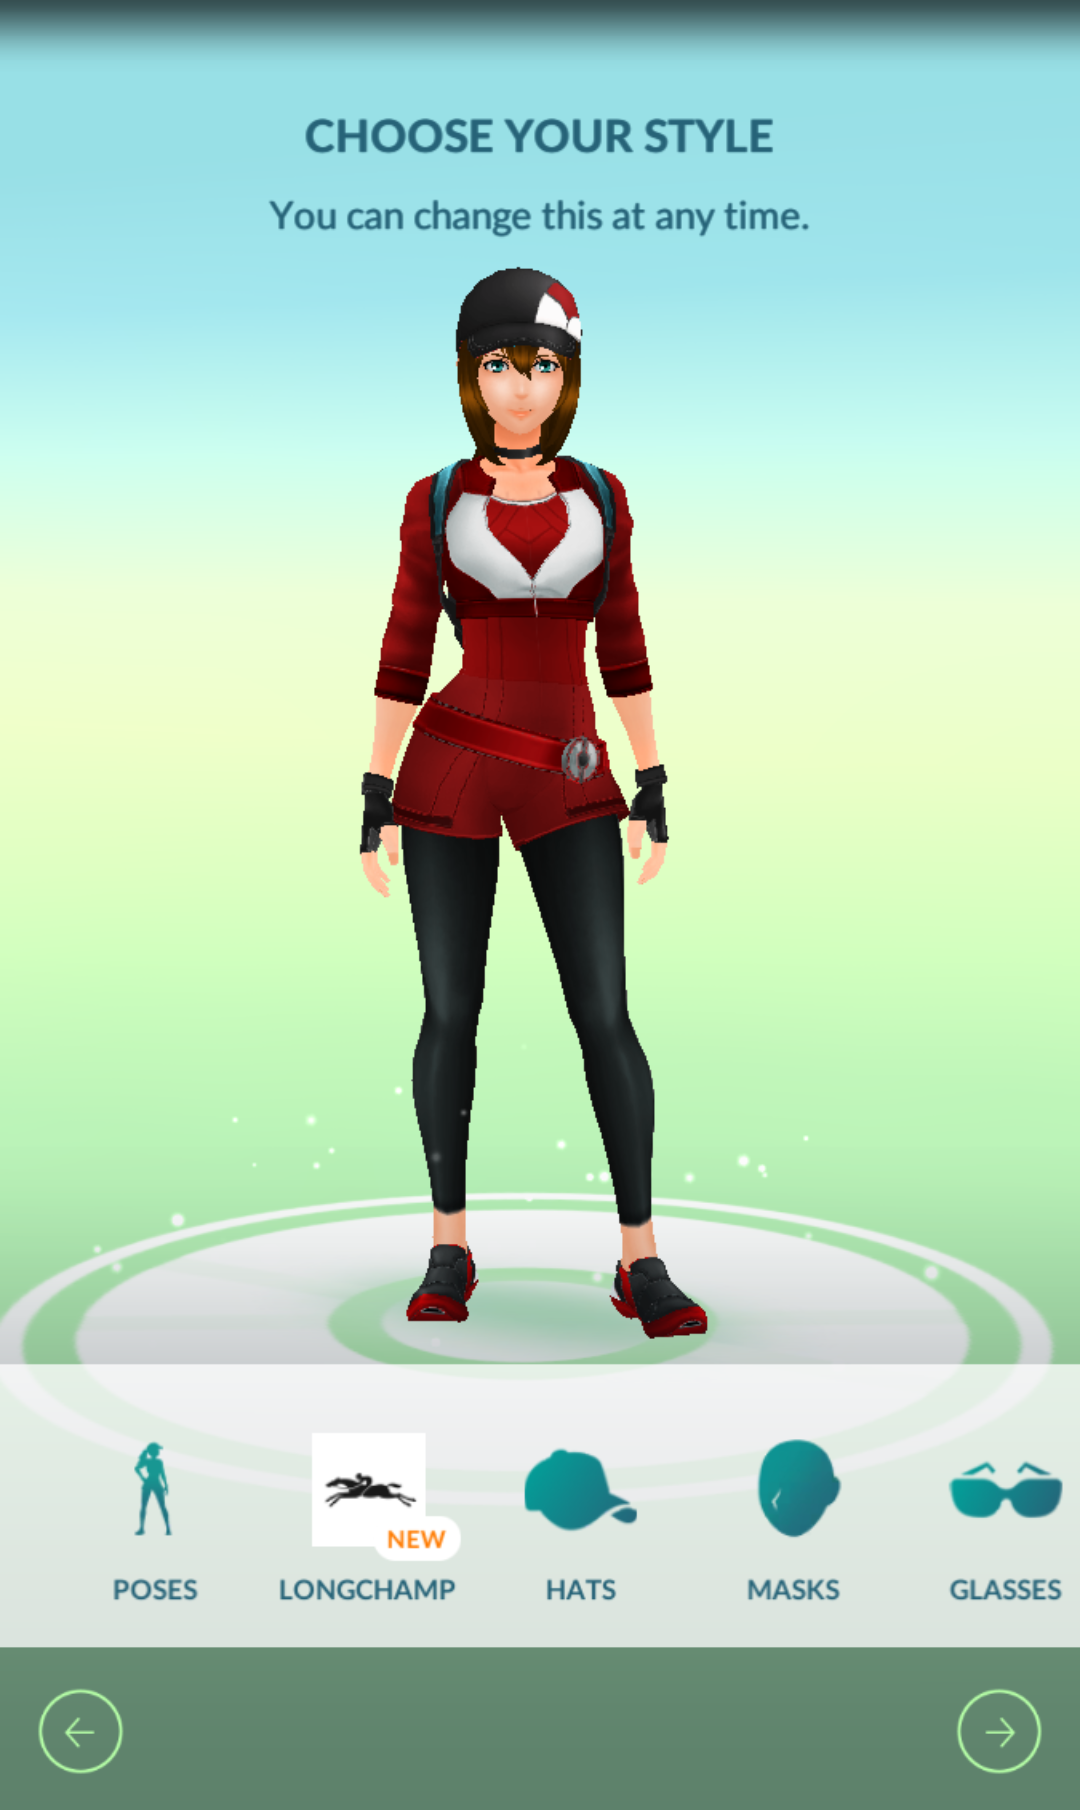 CHOOSE YOUR STYLE
You can change this at any time.
NEW
POSES
LONGCHAMP
HATS
MASKS
GLASSES